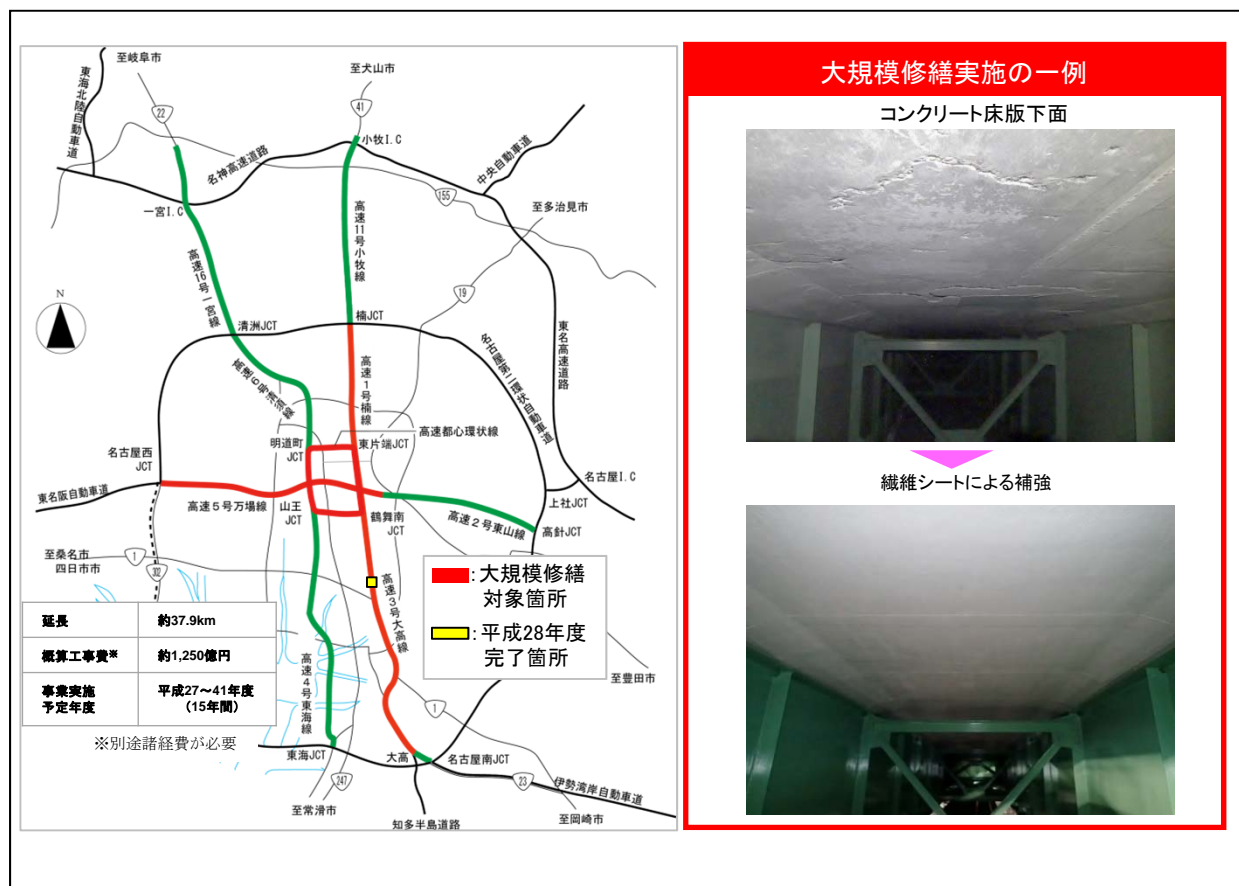 至岐阜市
至犬山市
東海北陸自動車道
22
41
小牧I.C
名神高速道路
中央自動車道
155
至多治見市
一宮I.C
高速11号小牧線
高速16号一宮線
19
N
清洲JCT
楠JCT
東名高速道路
名古屋第二環状自動車道
高速6号清須線
高速1号楠線
高速都心環状線
明道町
JCT
東片端JCT
名古屋西
JCT
名古屋I.C
東名阪自動車道
上社JCT
高速5号万場線
山王
JCT
鶴舞南
JCT
高速2号東山線
高針JCT
至桑名市
四日市市
1
302
:大規模修繕
対象箇所
:平成28年度
完了箇所
高速3号大高線
延長
約37.9km
概算工事費※
約1,250億円
事業実施
予定年度
平成27~41年度
(15年間)
※別途諸経費が必要
高速4号東海線
至豊田市
1
東海JCT
大高
名古屋南JCT
247
23
伊勢湾岸自動車道
至常滑市
知多半島道路
至岡崎市
大規模修繕実施の一例
コンクリート床版下面
繊維シートによる補強